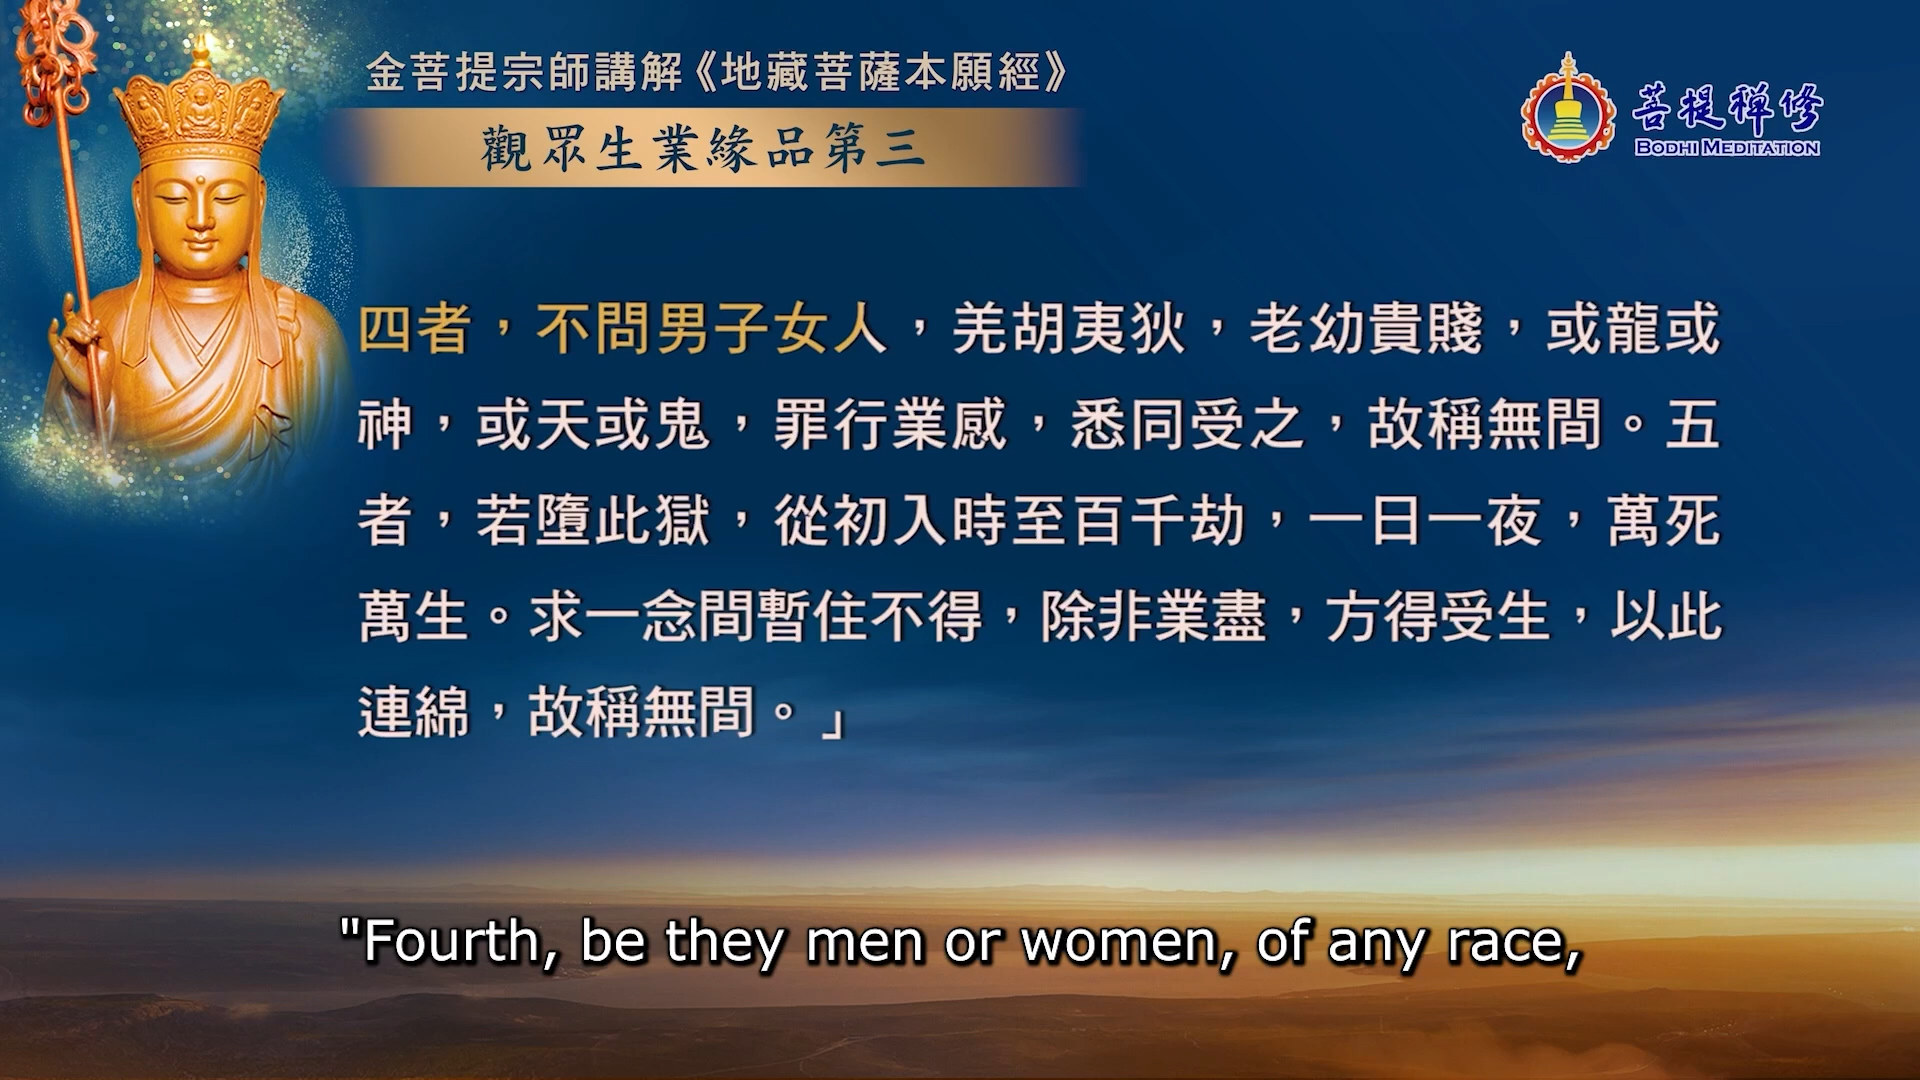 金菩提宗師講解《地藏菩薩本願經》
觀眾生業緣品第三
菩提禪修
BODHI MEDITATION
四者，不問男子女人，羌胡夷狄，老幼貴賤，或龍或
神，或天或鬼，罪行業感，悉同受之，故稱無間。五
者，若墮此獄，從初入時至百千劫，一日一夜，萬死
萬生。求一念間暫住不得，除非業盡，方得受生，以此
連綿，故稱無間。」
"Fourth, be they men or women, of any race,